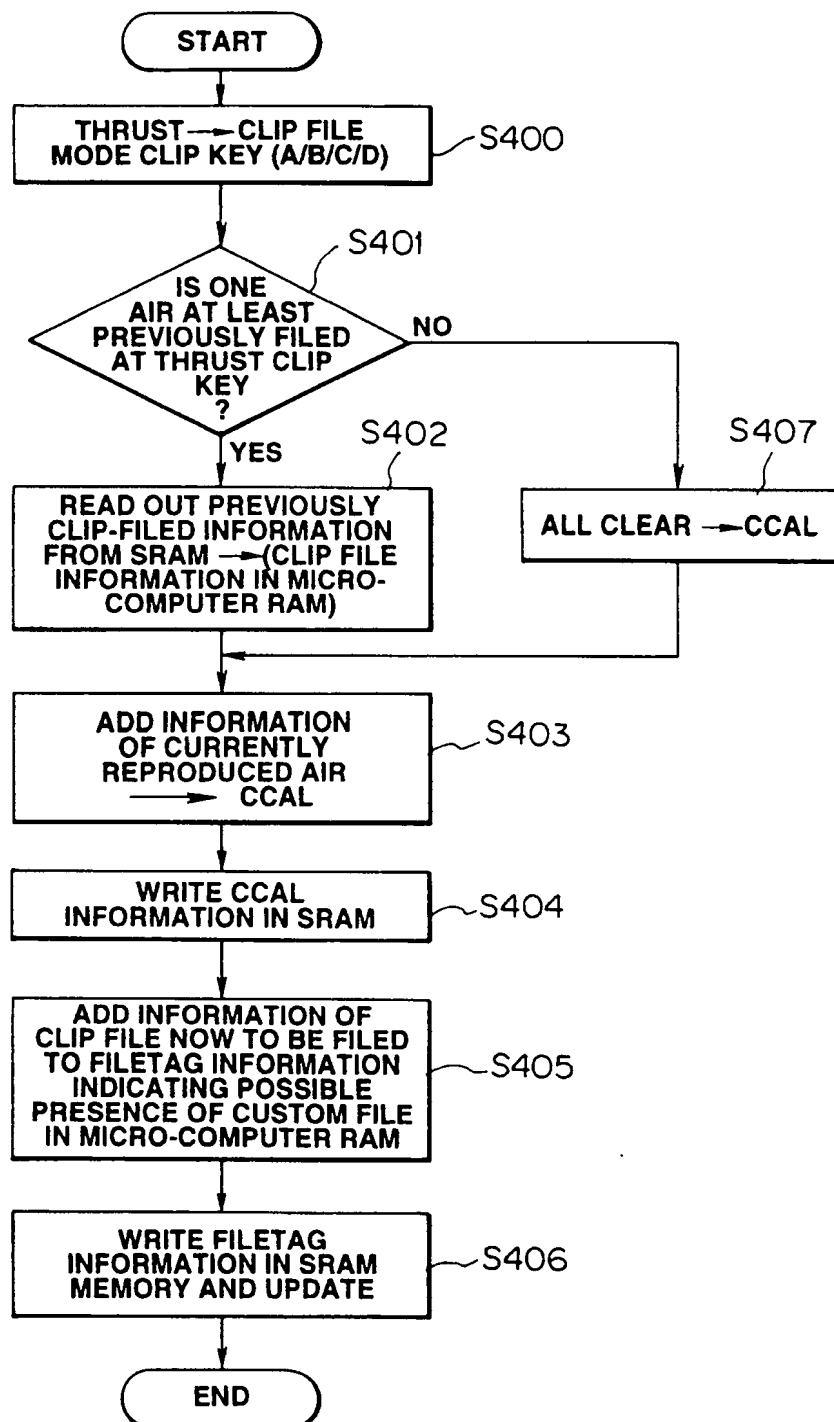 START
THRUST → CLIP FILE
MODE CLIP KEY (A/B/C/D)
S400
S401
IS ONE
AIR AT LEAST
PREVIOUSLY FILED
AT THRUST CLIP
KEY
?
NO
YES
S402
S407
READ OUT PREVIOUSLY
CLIP-FILED INFORMATION
FROM SRAM → (CLIP FILE
INFORMATION IN MICRO-
COMPUTER RAM)
ALL CLEAR → CCAL
ADD INFORMATION
OF CURRENTLY
REPRODUCED AIR
→ CCAL
S403
WRITE CCAL
INFORMATION IN SRAM
S404
ADD INFORMATION OF
CLIP FILE NOW TO BE FILED
TO FILETAG INFORMATION
INDICATING POSSIBLE
PRESENCE OF CUSTOM FILE
IN MICRO-COMPUTER RAM
S405
WRITE FILETAG
INFORMATION IN SRAM
MEMORY AND UPDATE
S406
END